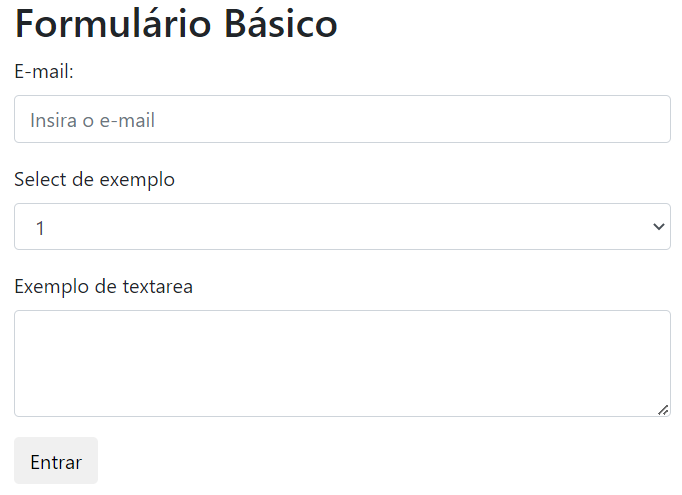 Formulário Básico
E-mail:
Insira o e-mail
Select de exemplo
1
Exemplo de textarea
Entrar